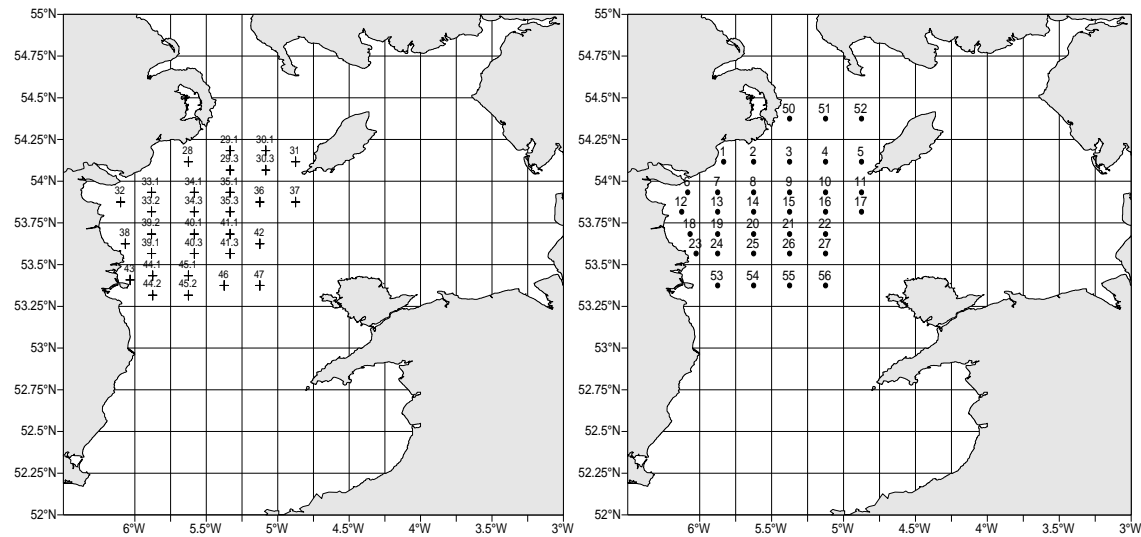 55°N
54.75°N
54.5°N
54.25°N
54°N
53.75°N
53.5°N
53.25°N
53°N
52.75°N
52.5°N
52.25°N
52°N
6°W 5.5°W 5°W 4.5°W 4°W 3.5°W 3°W
29.1 30.1
28 31
29.3 30.3
33.1 34.1 35.1
32 36 37
33.2 34.3 35.3
39.2 40.1 41.1
38 42
39.1 40.3 41.3
43 44.1 45.1
46 47
44.2 45.2
55°N
54.75°N
54.5°N
54.25°N
54°N
53.75°N
53.5°N
53.25°N
53°N
52.75°N
52.5°N
52.25°N
52°N
6°W 5.5°W 5°W 4.5°W 4°W 3.5°W 3°W
50 51 52
1 2 3 4 5
6 7 8 9 10 11
12 13 14 15 16 17
18 19 20 21 22
23 24 25 26 27
53 54 55 56